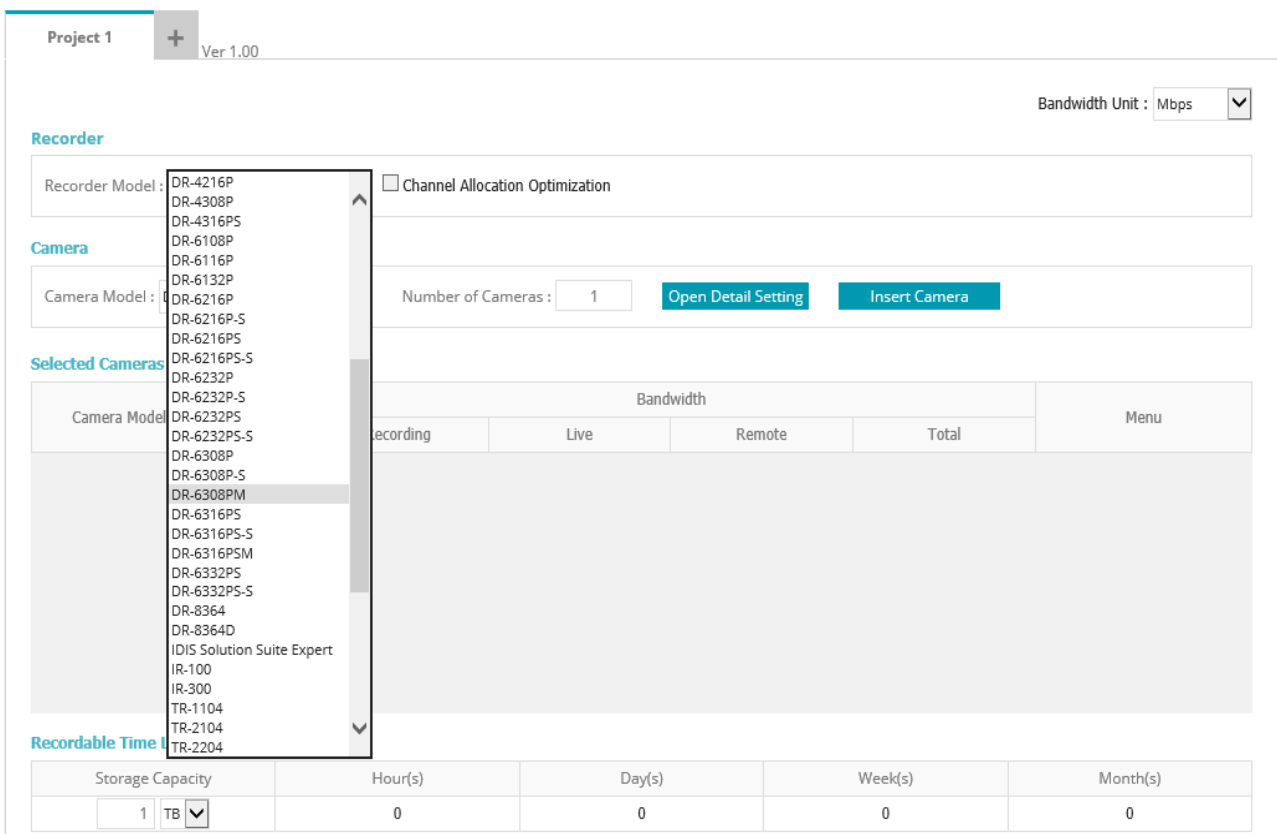 Project 1
+
Ver 1.00
Bandwidth Unit : Mbps
Recorder
Recorder Model :
Channel Allocation Optimization
DR-4216P
DR-4308P
DR-4316PS
DR-6108P
DR-6116P
DR-6132P
DR-6216P
DR-6216P-S
DR-6216PS
DR-6216PS-S
DR-6232P
DR-6232P-S
DR-6232PS
DR-6232PS-S
DR-6308P
DR-6308P-S
DR-6308PM
DR-6316PS
DR-6316PS-S
DR-6316PSM
DR-6332PS
DR-6332PS-S
DR-8364
DR-8364D
IDIS Solution Suite Expert
IR-100
IR-300
TR-1104
TR-2104
TR-2204
Camera
Camera Model : Number of Cameras : 1 Open Detail Setting Insert Camera
Selected Cameras
Camera Model Bandwidth Menu
Recording Live Remote Total
Recordable Time
Storage Capacity Hour(s) Day(s) Week(s) Month(s)
1 TB 0 0 0 0